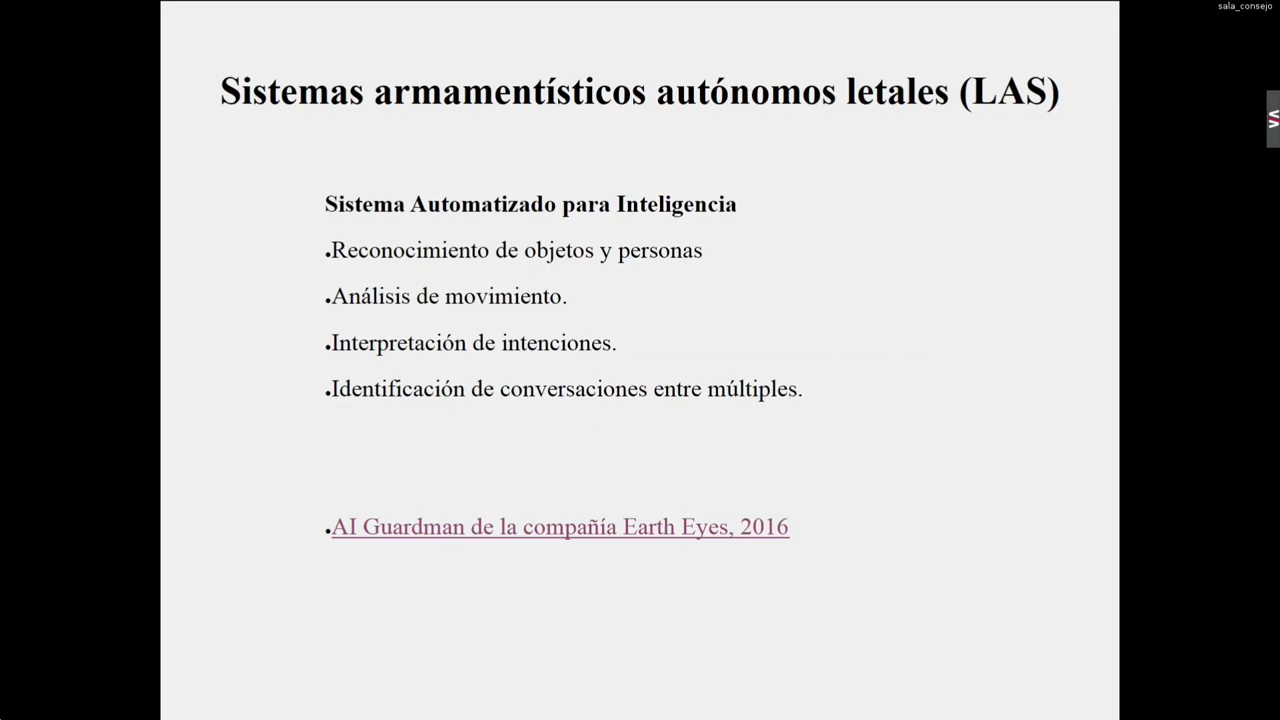 sala_consejo
Sistemas armamentísticos autónomos letales (LAS)
Sistema Automatizado para Inteligencia
•Reconocimiento de objetos y personas
•Análisis de movimiento.
•Interpretación de intenciones.
•Identificación de conversaciones entre múltiples.
•AI Guardman de la compañía Earth Eyes, 2016